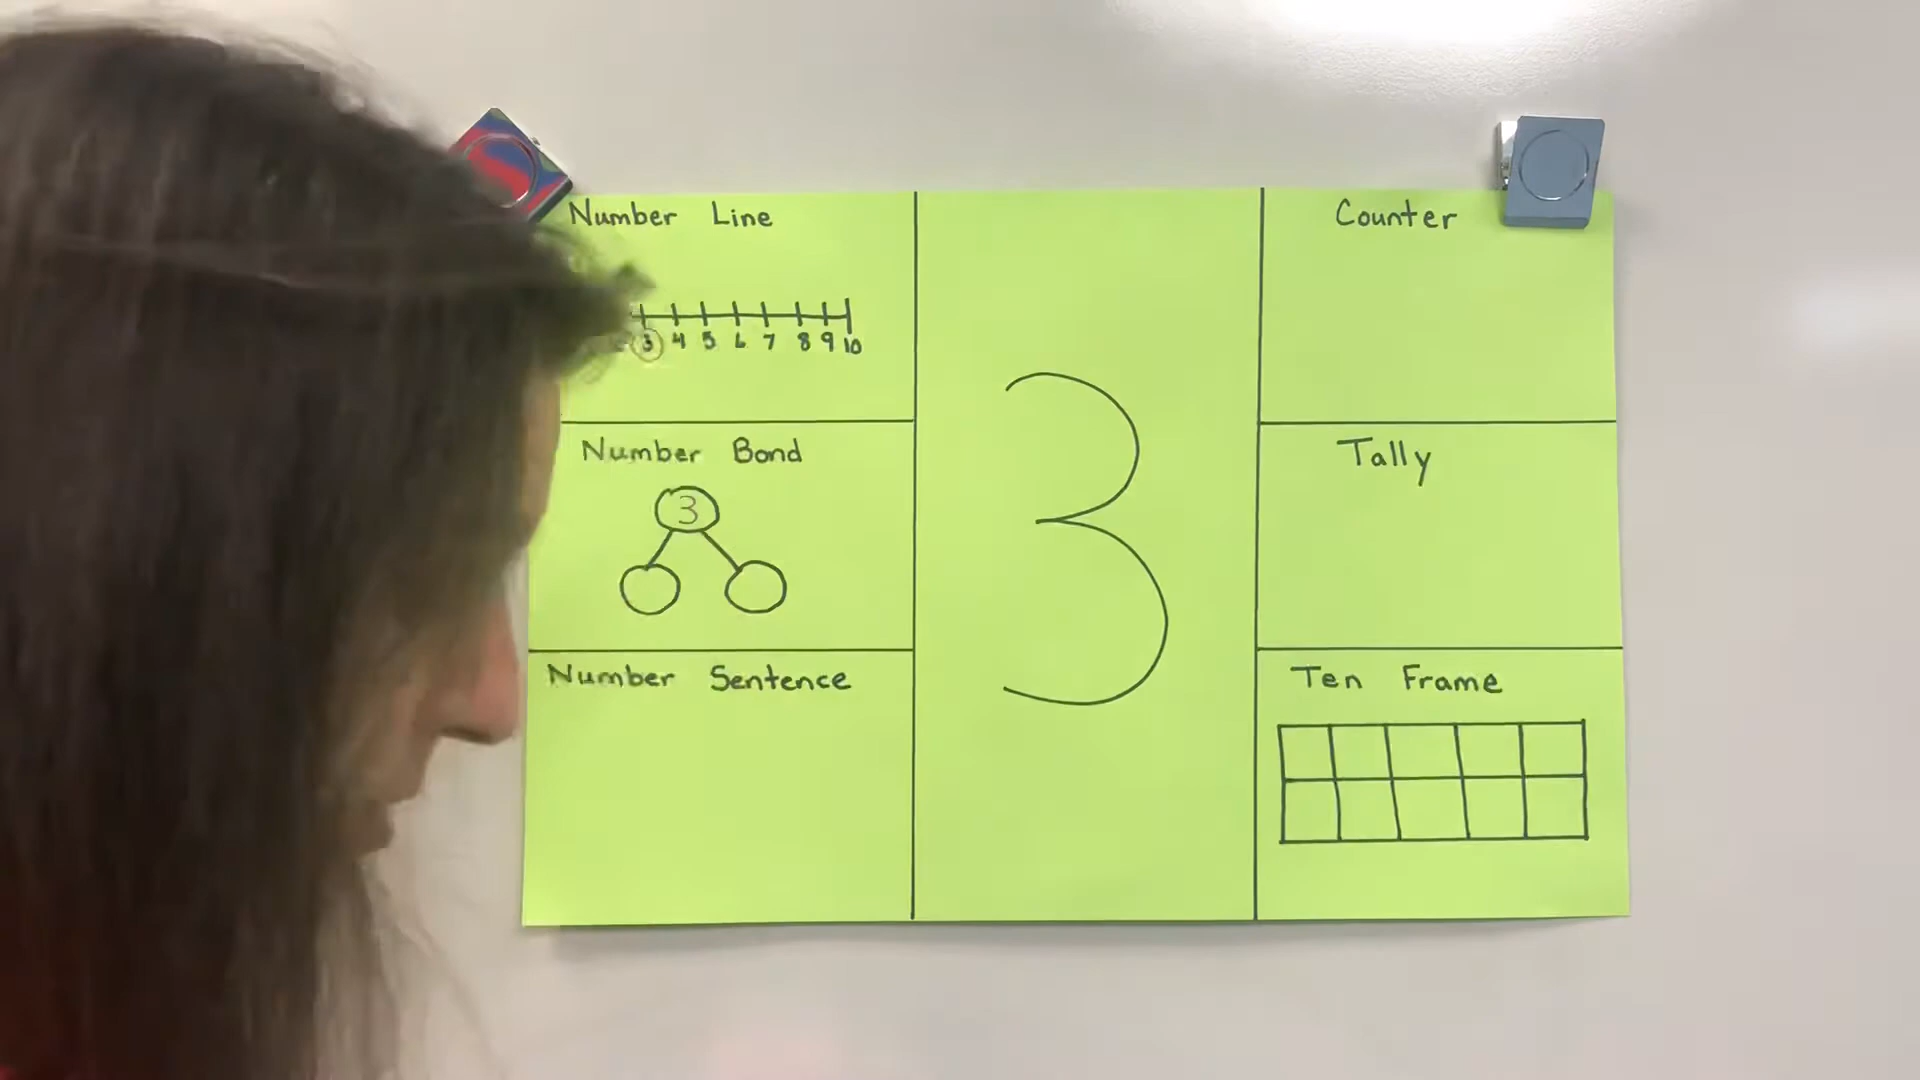 Number Line
3 4 5 6 7 8 9 10
Number Bond
3
Number Sentence
3
Counter
Tally
Ten Frame